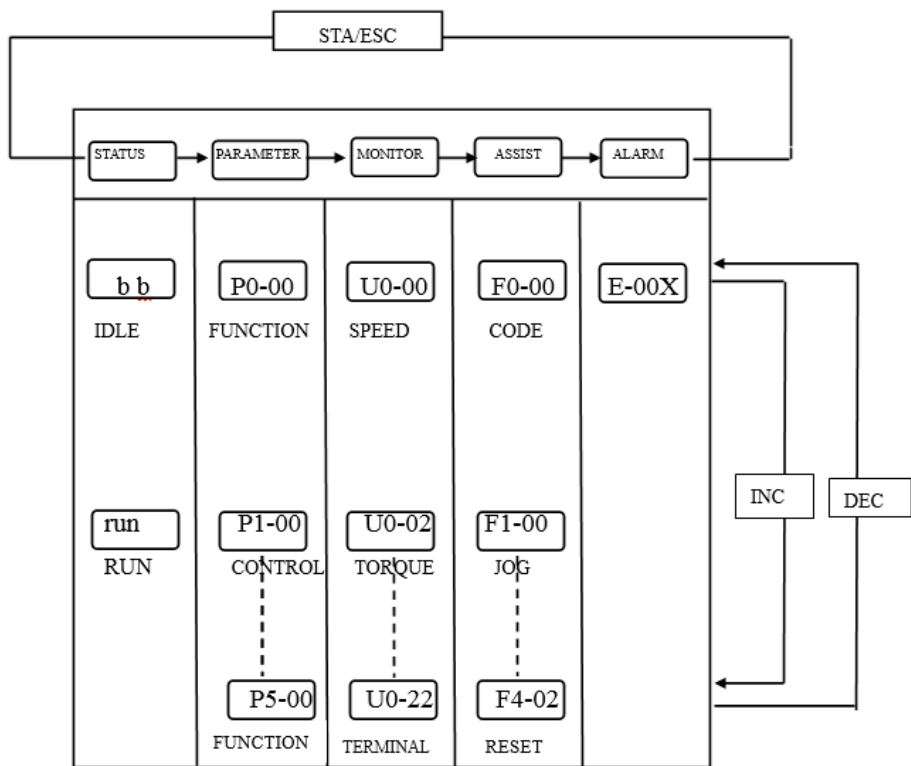 STA/ESC
STATUS PARAMETER MONITOR ASSIST ALARM
b b P0-00 U0-00 F0-00 E-00X
IDLE FUNCTION SPEED CODE
INC DEC
run P1-00 U0-02 F1-00
RUN CONTROL TORQUE JOG
P5-00 U0-22 F4-02
FUNCTION TERMINAL RESET